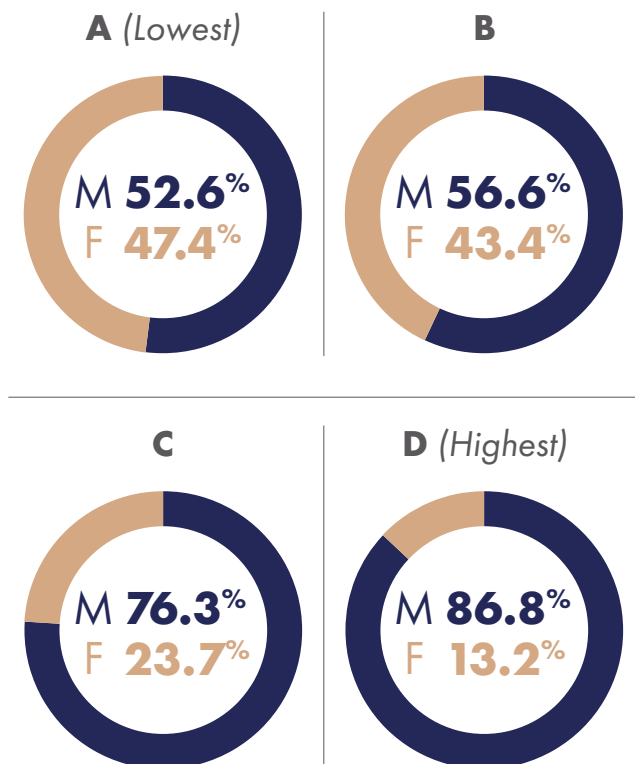 A (Lowest)
M 52.6%
F 47.4%
B
M 56.6%
F 43.4%
C
M 76.3%
F 23.7%
D (Highest)
M 86.8%
F 13.2%